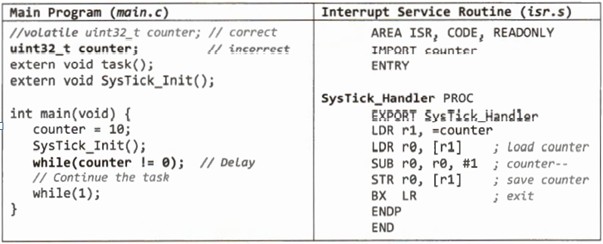 Main Program (main.c)
//volatile uint32_t counter; // correct
uint32_t counter; // incorrect
extern void task();
extern void SysTick_Init();
int main(void) {
counter = 10;
SysTick_Init();
while(counter != 0); // Delay
// Continue the task
while(1);
}
Interrupt Service Routine (isr.s)
AREA ISR, CODE, READONLY
IMPORT counter
ENTRY
SysTick_Handler PROC
EXPORT SysTick_Handler
LDR r1, =counter
LDR r0, [r1] ; load counter
SUB r0, r0, #1 ; counter--
STR r0, [r1] ; save counter
BX LR ; exit
ENDP
END